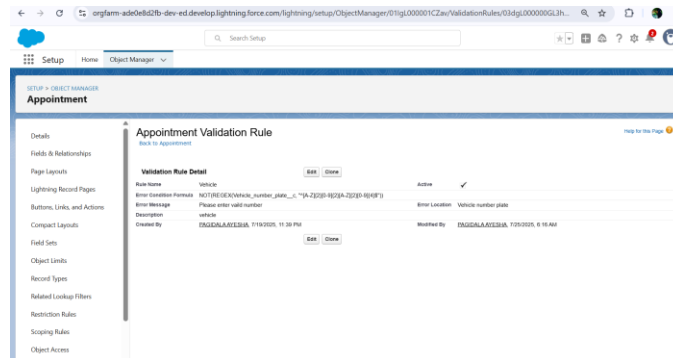 orgfarm-ade0e8d2fb-dev-ed.develop.lightning.force.com/lightning/setup/ObjectManager/01IgL000001CZav/ValidationRules/03dgL000000GL3h...
Search Setup
Setup Home Object Manager
SETUP > OBJECT MANAGER
Appointment
Details
Fields & Relationships
Page Layouts
Lightning Record Pages
Buttons, Links, and Actions
Compact Layouts
Field Sets
Object Limits
Record Types
Related Lookup Filters
Restriction Rules
Scoping Rules
Object Access
Appointment Validation Rule
Help for this Page
Back to Appointment
Validation Rule Detail Edit Clone
Rule Name Vehicle Active
Error Condition Formula NOT(REGEX(Vehicle_number_plate__c, "^[A-Z]{2}[0-9]{2}[A-Z]{2}[0-9]{4}$"))
Error Message Please enter valid number Error Location Vehicle number plate
Description vehicle
Created By PAGIDALA AYESHA, 7/19/2025, 11:39 PM Modified By PAGIDALA AYESHA, 7/25/2025, 6:16 AM
Edit Clone